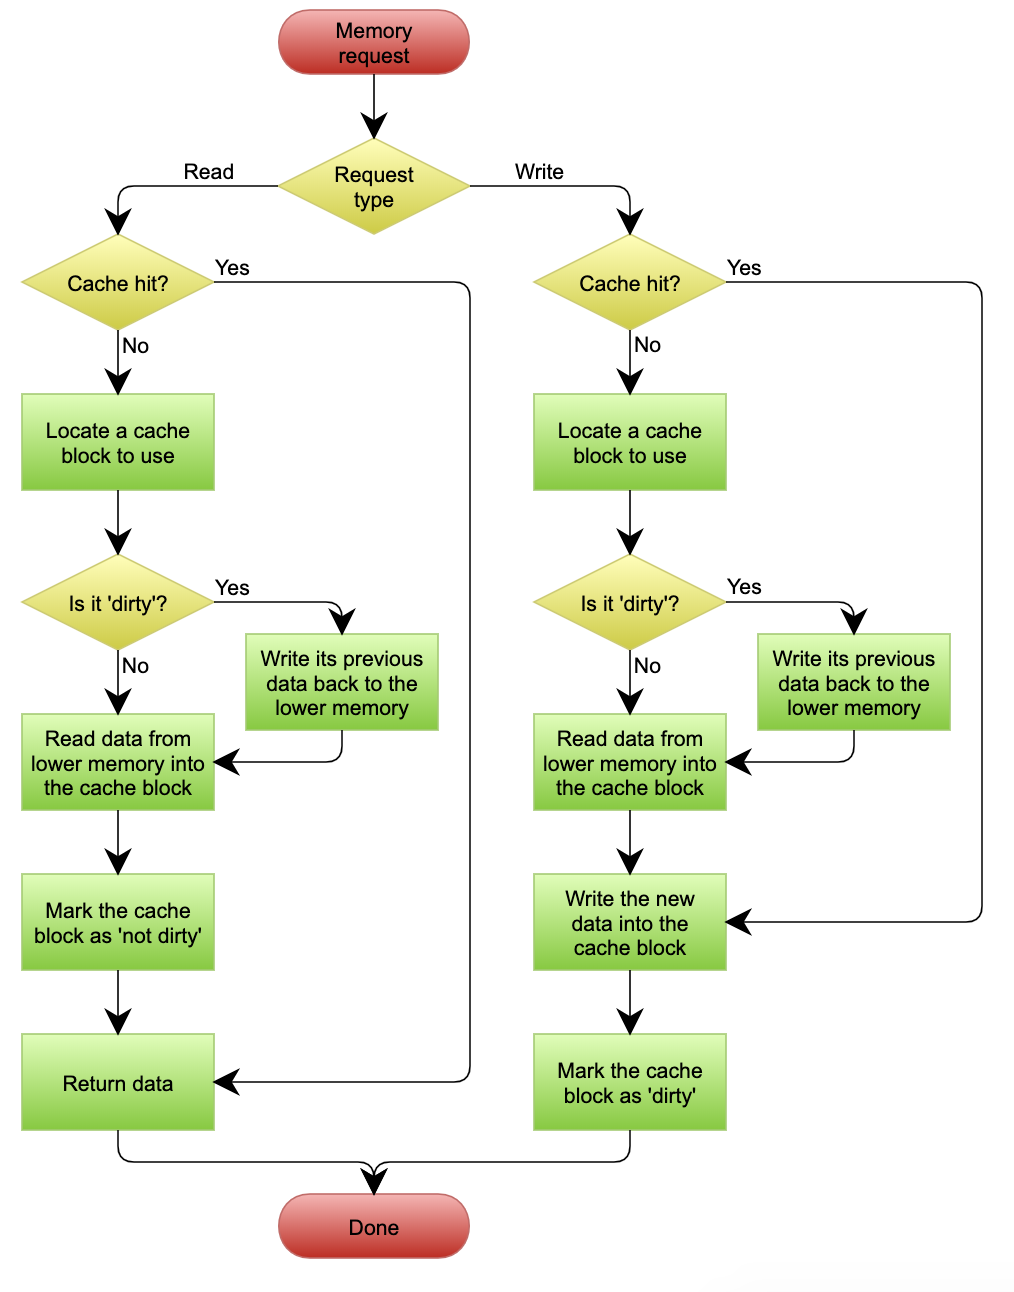 Memory
request
Request
type
Read
Write
Cache hit?
Yes
No
Locate a cache
block to use
Is it 'dirty'?
Yes
No
Write its previous
data back to the
lower memory
Read data from
lower memory into
the cache block
Mark the cache
block as 'not dirty'
Return data
Cache hit?
Yes
No
Locate a cache
block to use
Is it 'dirty'?
Yes
No
Write its previous
data back to the
lower memory
Read data from
lower memory into
the cache block
Write the new
data into the
cache block
Mark the cache
block as 'dirty'
Done